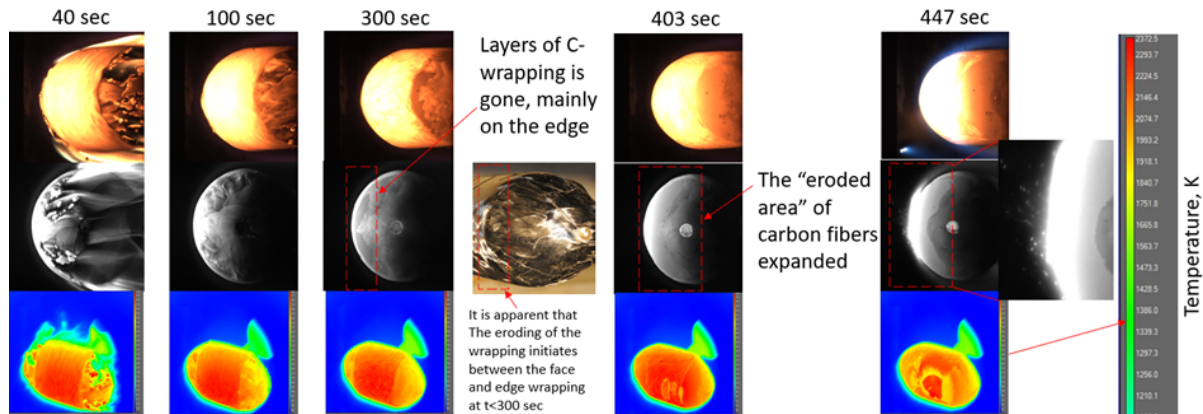 40 sec
100 sec
300 sec
403 sec
447 sec
Layers of C-
wrapping is
gone, mainly
on the edge
It is apparent that
The eroding of the
wrapping initiates
between the face
and edge wrapping
at t<300 sec
The “eroded
area” of
carbon fibers
expanded
2372.5
2293.7
2224.5
2146.1
2071.4
1993.2
1918.1
1840.7
1751.8
1658.7
1563.7
1473.4
1428.5
1386.0
1339.3
1297.3
1256.0
1210.1
Temperature, K